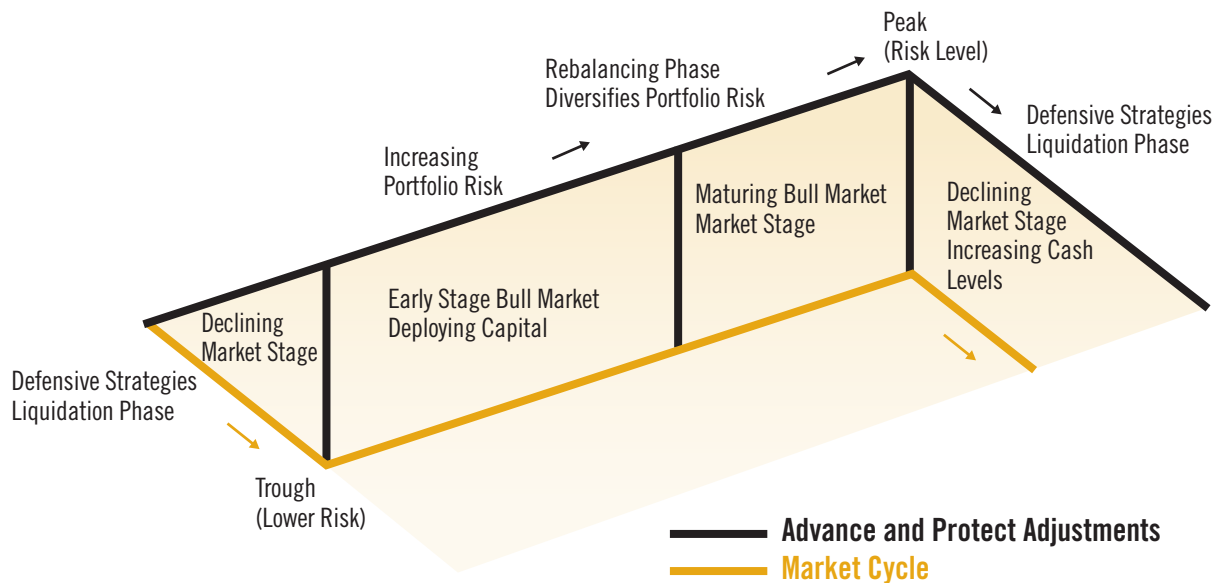 Peak
(Risk Level)
Rebalancing Phase
Diversifies Portfolio Risk
Defensive Strategies
Liquidation Phase
Increasing
Portfolio Risk
Maturing Bull Market
Market Stage
Declining
Market Stage
Increasing Cash
Levels
Early Stage Bull Market
Deploying Capital
Declining
Market Stage
Defensive Strategies
Liquidation Phase
Trough
(Lower Risk)
Advance and Protect Adjustments
Market Cycle